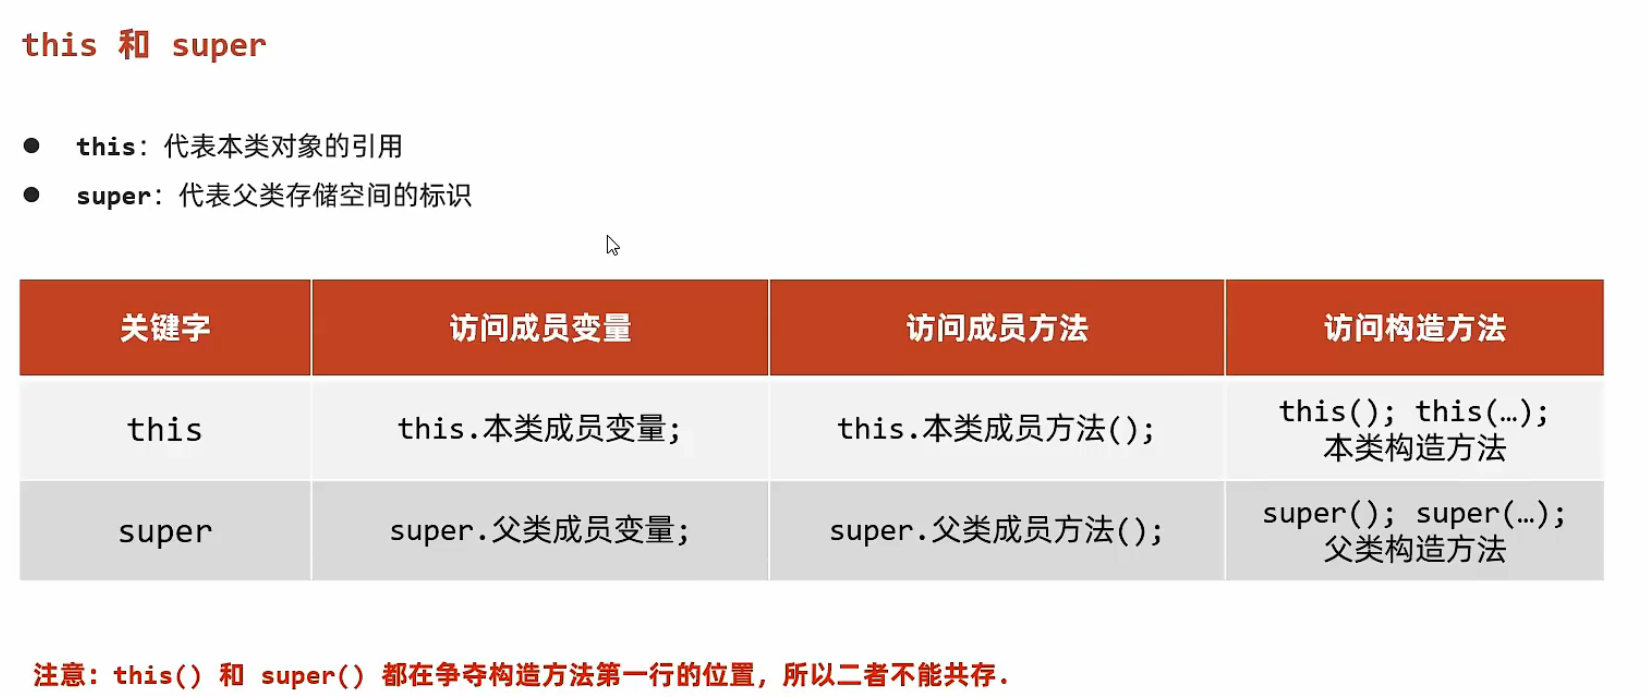 this 和 super
● this：代表本类对象的引用
● super：代表父类存储空间的标识
关键字 访问成员变量 访问成员方法 访问构造方法
this this.本类成员变量; this.本类成员方法(); this(); this(…);
本类构造方法
super super.父类成员变量; super.父类成员方法(); super(); super(…);
父类构造方法
注意：this() 和 super() 都在争夺构造方法第一行的位置，所以二者不能共存.